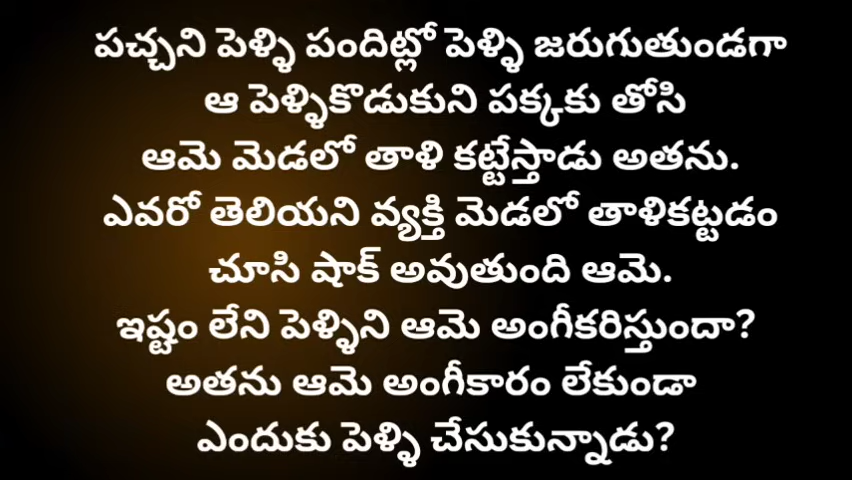 పచ్చని పెళ్ళి పందిట్లో పెళ్ళి జరుగుతుండగా
ఆ పెళ్ళికొడుకుని పక్కకు తోసి
ఆమె మెడలో తాళి కట్టేస్తాడు అతను.
ఎవరో తెలియని వ్యక్తి మెడలో తాళికట్టడం
చూసి షాక్ అవుతుంది ఆమె.
ఇష్టం లేని పెళ్ళిని ఆమె అంగీకరిస్తుందా?
అతను ఆమె అంగీకారం లేకుండా
ఎందుకు పెళ్ళి చేసుకున్నాడు?